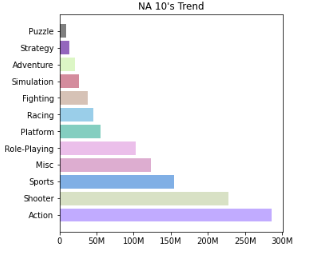 NA 10's Trend
Puzzle
Strategy
Adventure
Simulation
Fighting
Racing
Platform
Role-Playing
Misc
Sports
Shooter
Action
0 50M 100M 150M 200M 250M 300M